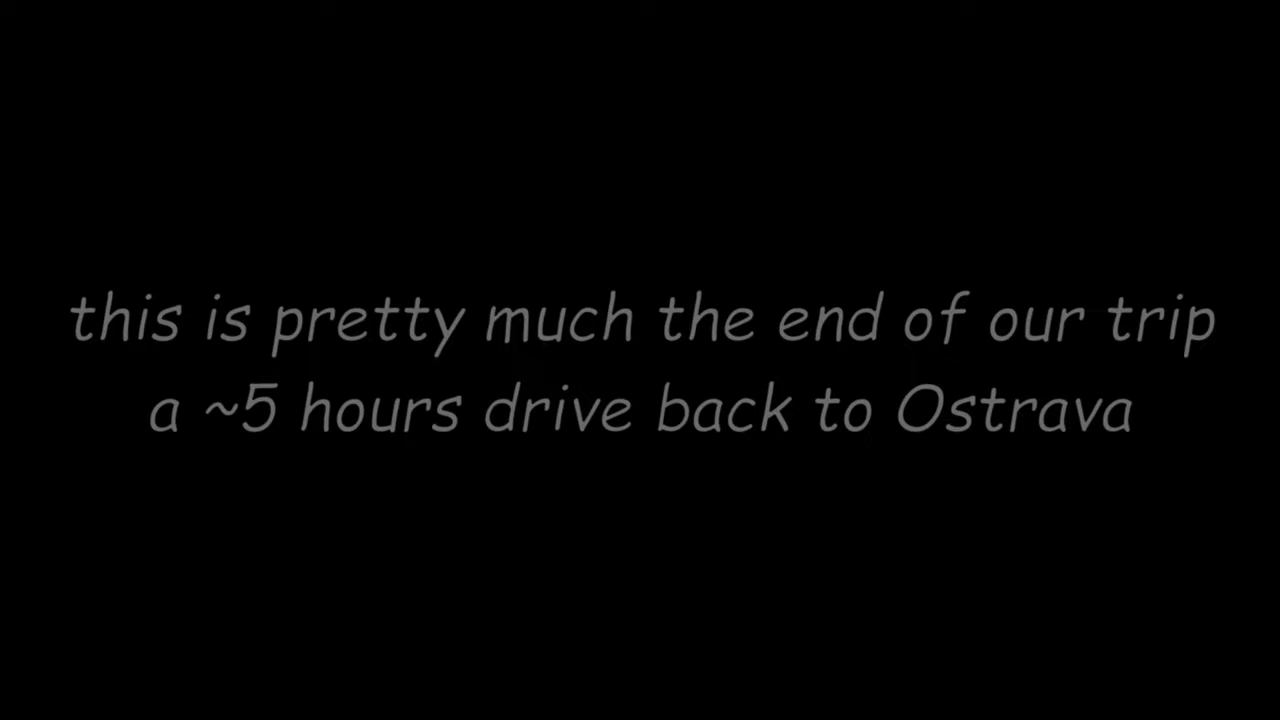 this is pretty much the end of our trip
a ~5 hours drive back to Ostrava